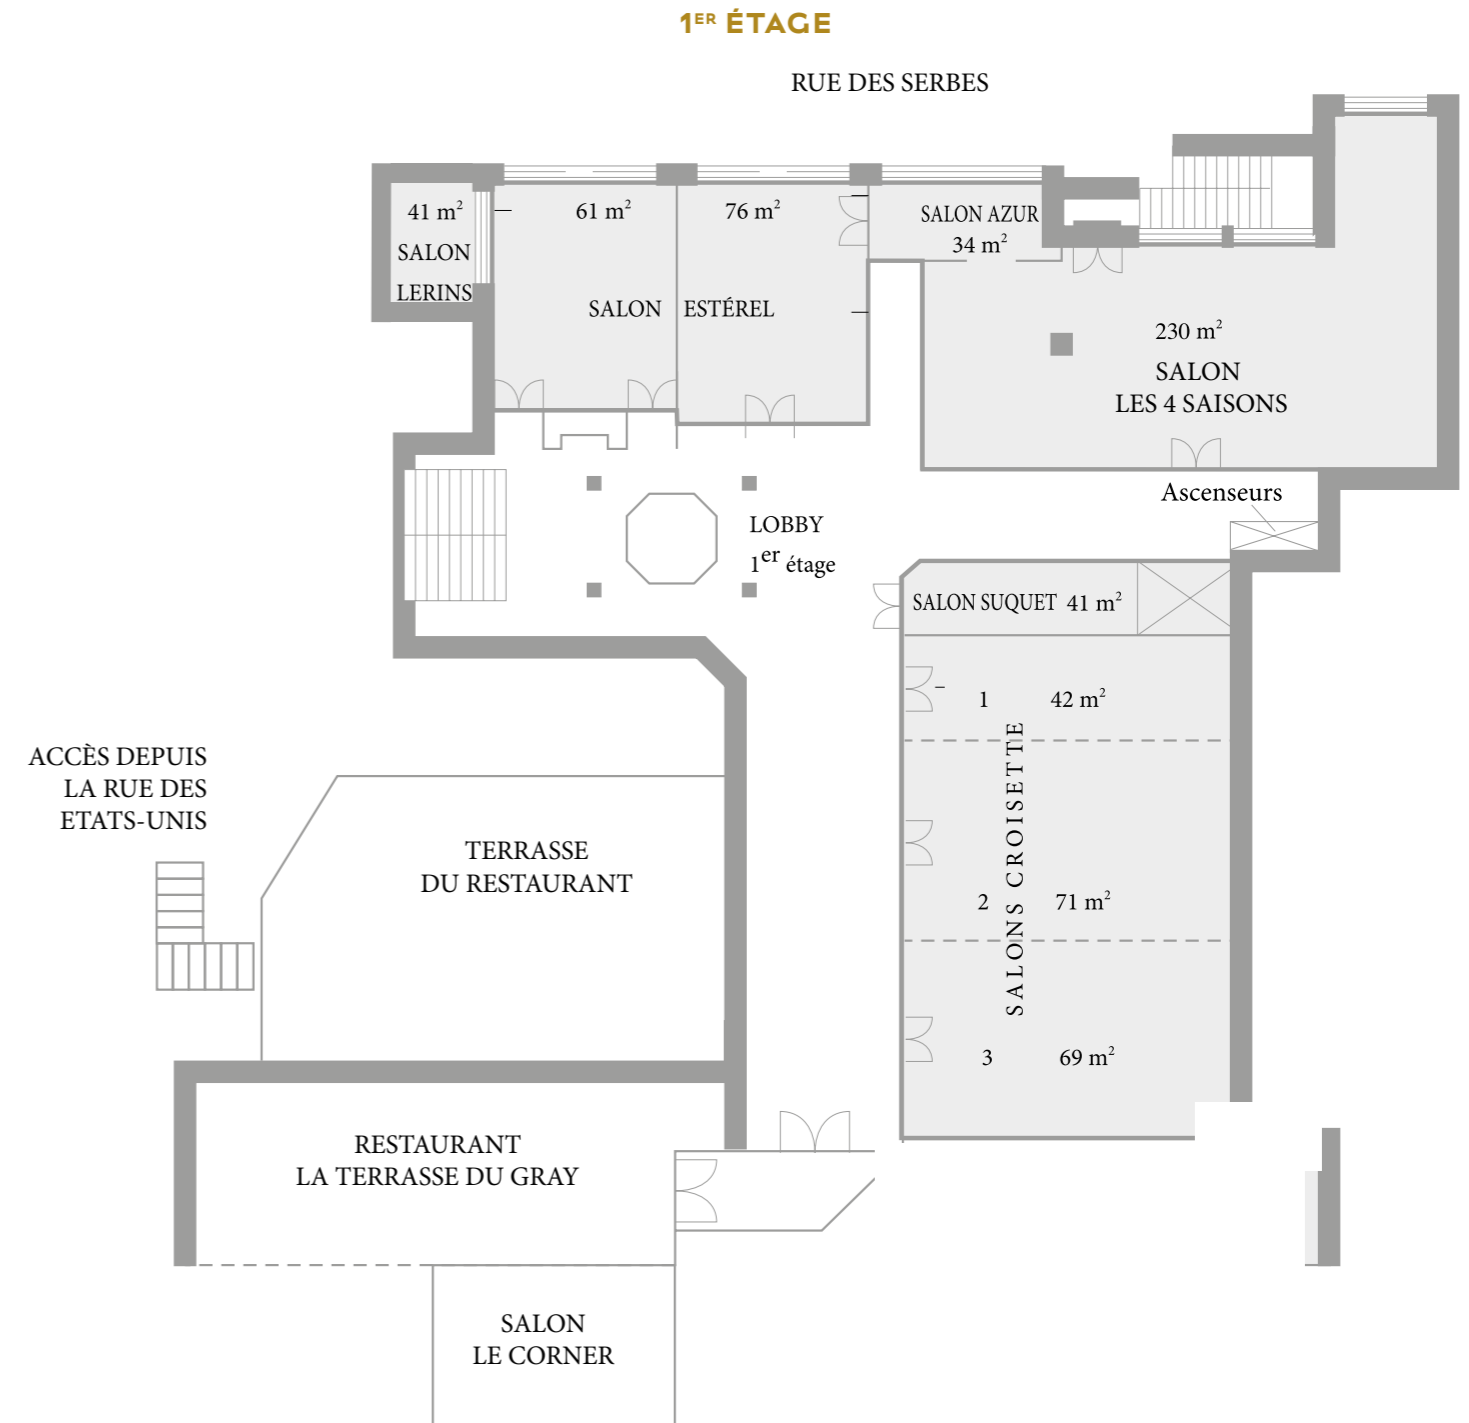 1ER ÉTAGE
RUE DES SERBES
41 m²
SALON
LERINS
61 m²
76 m²
SALON ESTÉREL
SALON AZUR
34 m²
230 m²
SALON
LES 4 SAISONS
Ascenseurs
LOBBY
1er étage
SALON SUQUET 41 m²
1 42 m²
SALONS CROISETTE
2 71 m²
3 69 m²
ACCÈS DEPUIS
LA RUE DES
ETATS-UNIS
TERRASSE
DU RESTAURANT
RESTAURANT
LA TERRASSE DU GRAY
SALON
LE CORNER